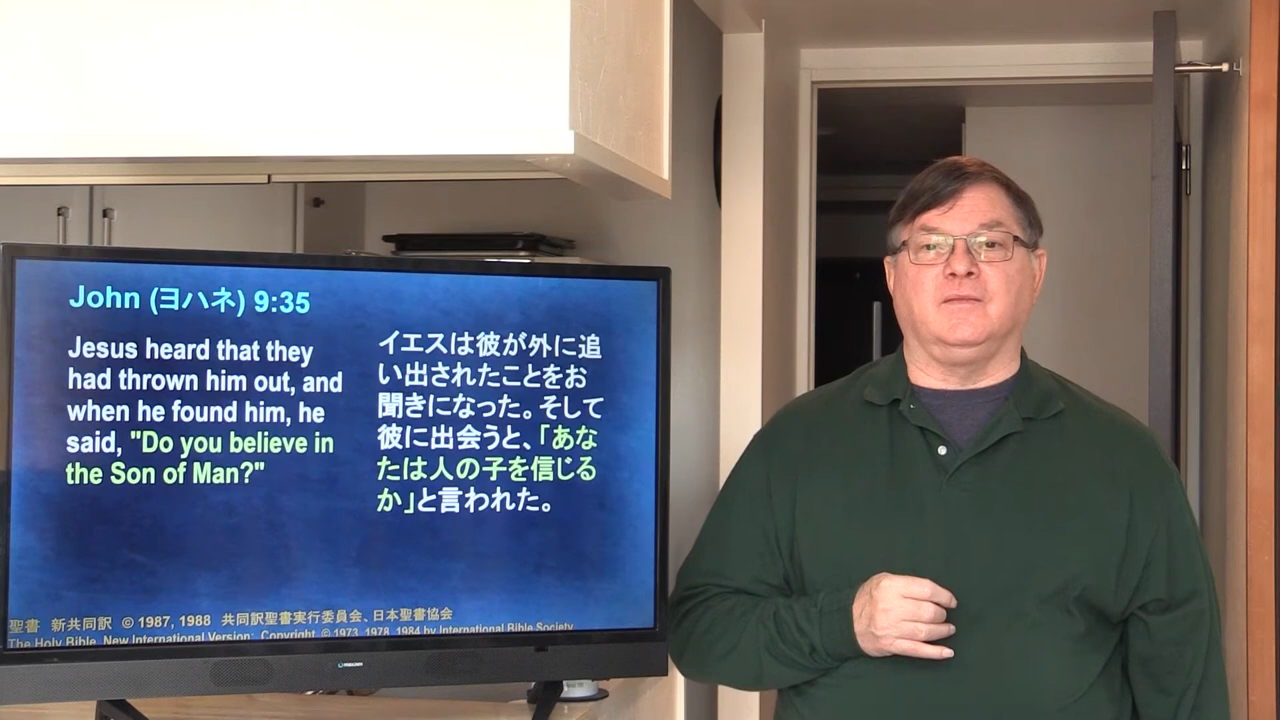 John (ヨハネ) 9:35
Jesus heard that they
had thrown him out, and
when he found him, he
said, "Do you believe in
the Son of Man?"
イエスは彼が外に追
い出されたことをお
聞きになった。そして
彼に出会うと、「あな
たは人の子を信じる
か」と言われた。
聖書 新共同訳 © 1987, 1988 共同訳聖書実行委員会、日本聖書協会
The Holy Bible, New International Version; Copyright © 1973, 1978, 1984 by International Bible Society